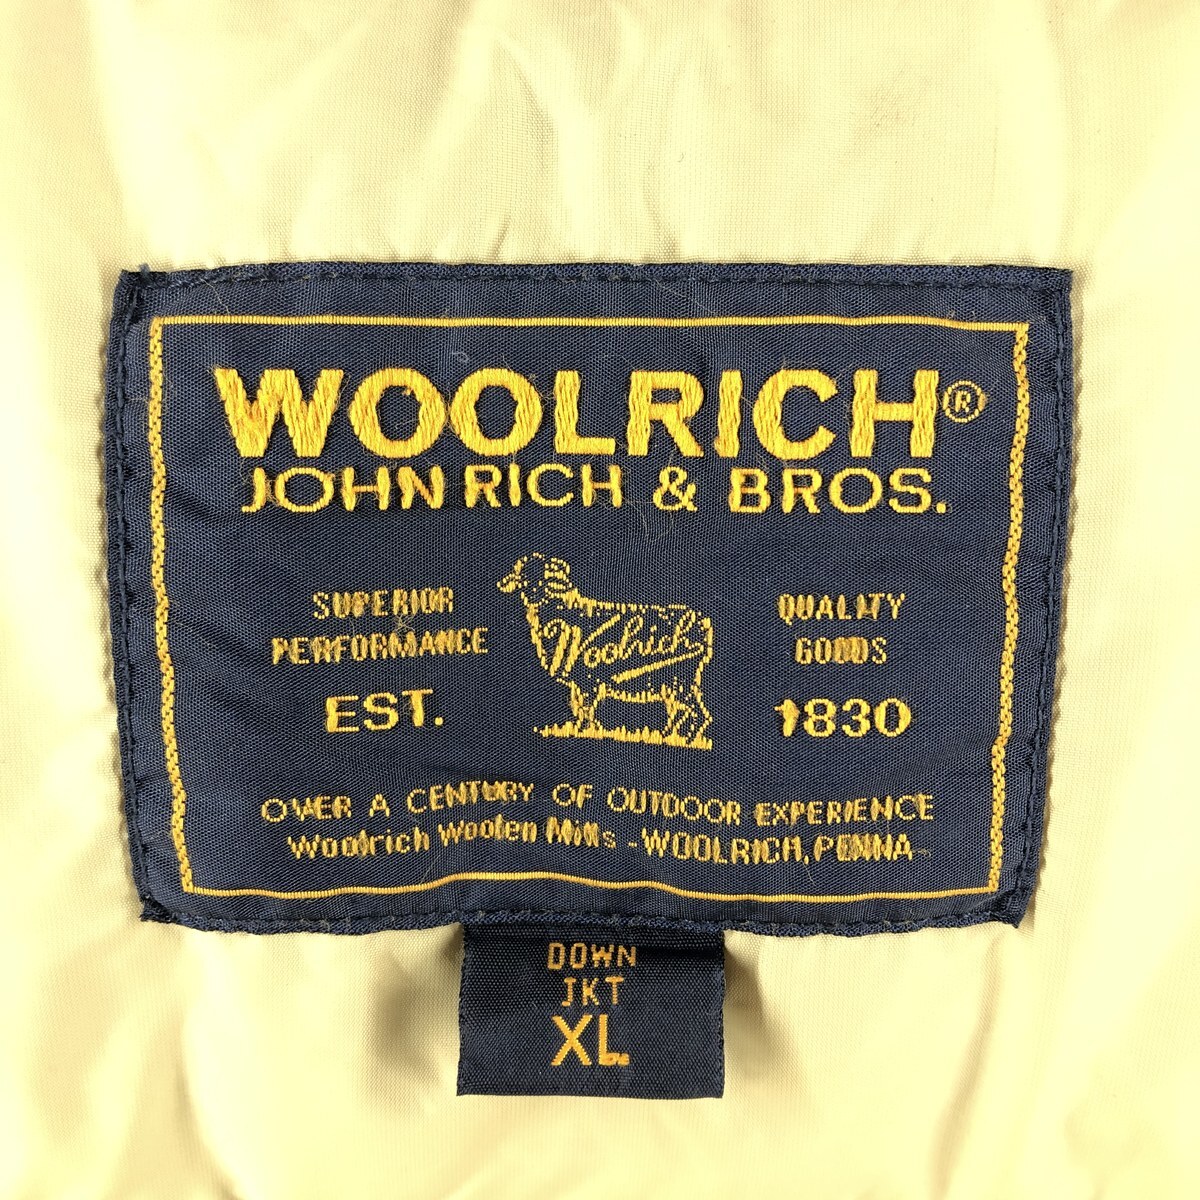 WOOLRICH®
JOHN RICH & BROS.
SUPERIOR
PERFORMANCE
Woolrich
QUALITY
GOODS
EST.
1830
OVER A CENTURY OF OUTDOOR EXPERIENCE
Woolrich Woolen Mills - WOOLRICH, PENNA
DOWN
JKT
XL